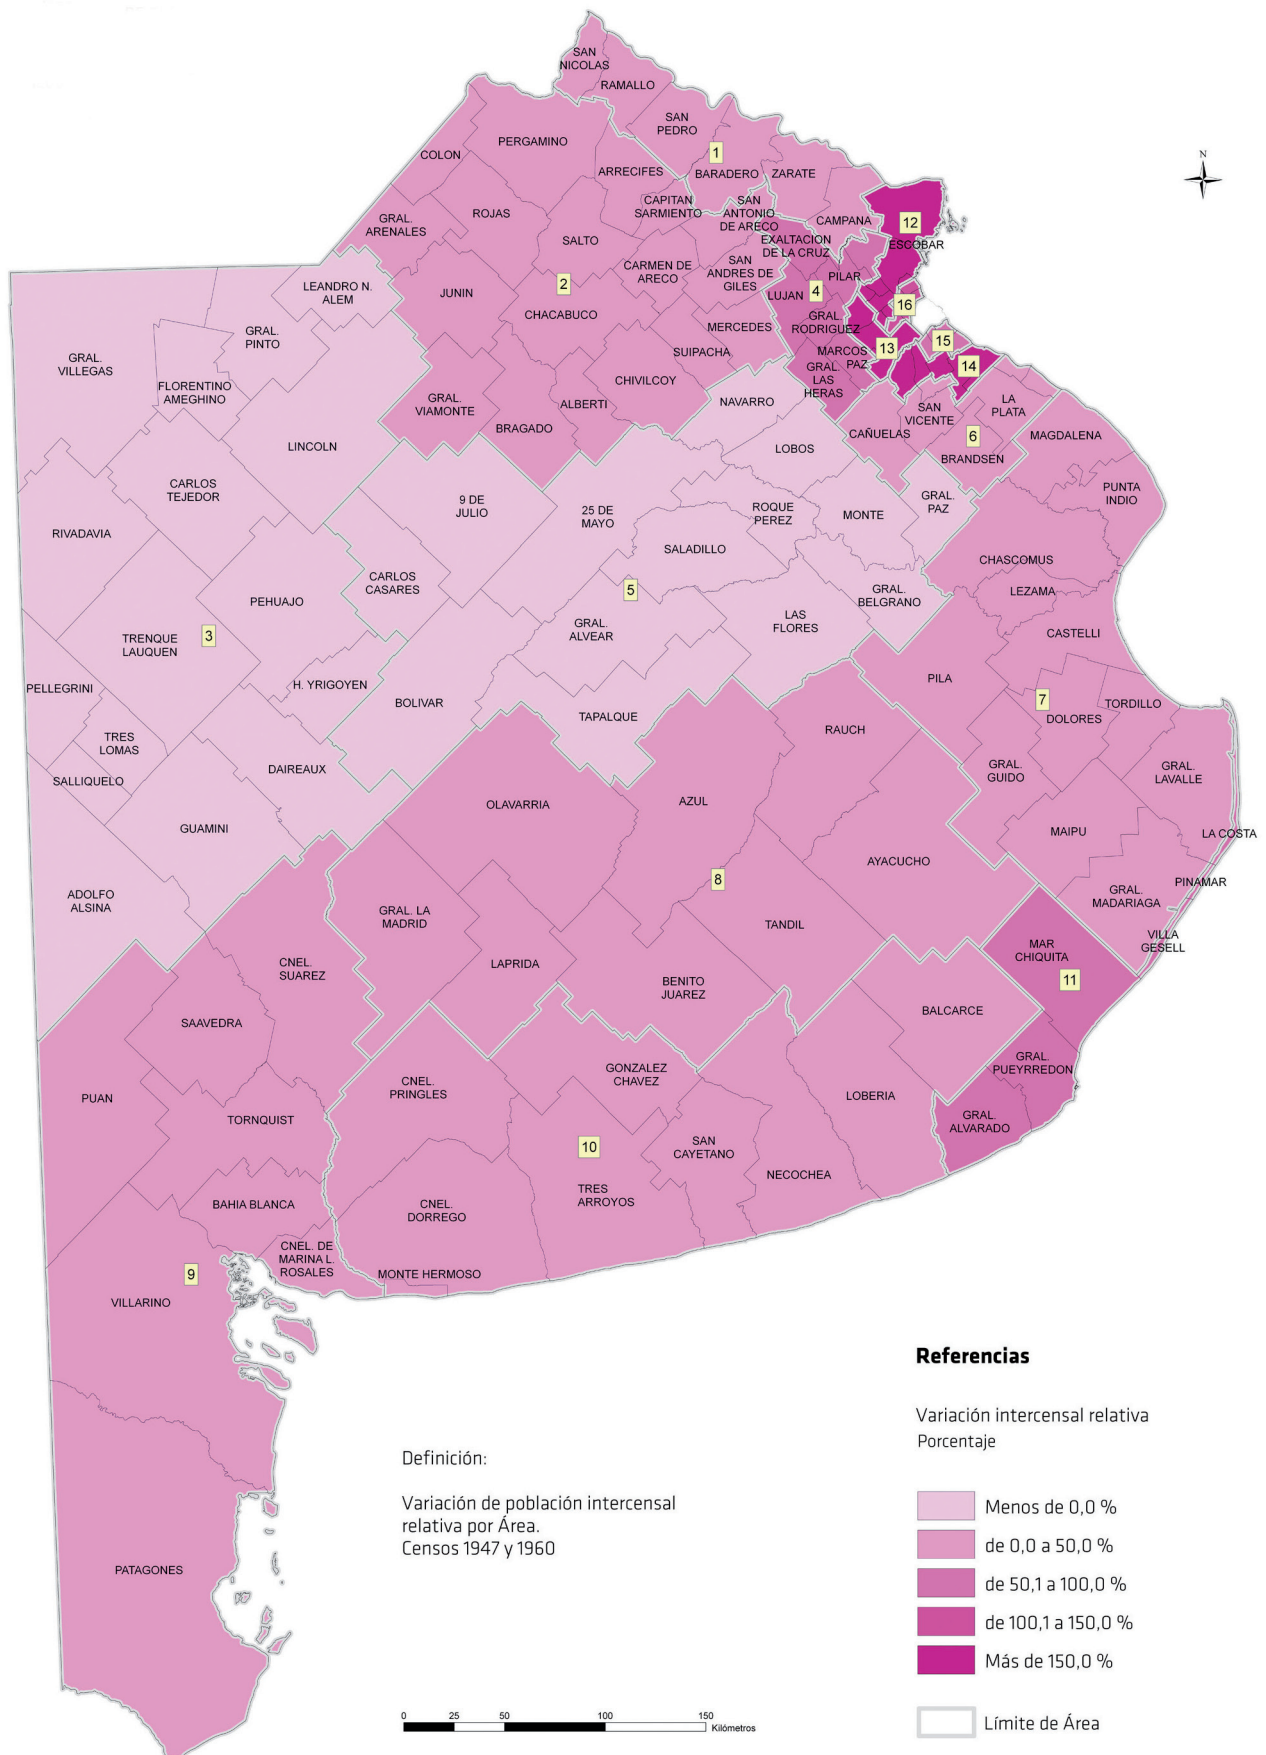 SAN
NICOLAS
RAMALLO
SAN
PEDRO
PERGAMINO
COLON
1
ARRECIFES
BARADERO
ZARATE
N
CAPITAN
SARMIENTO
SAN
ANTONIO
DE ARECO
ROJAS
GRAL.
ARENALES
CAMPANA
12
ESCOBAR
SALTO
EXALTACION
DE LA CRUZ
CARMEN DE
ARECO
SAN
ANDRES DE
GILES
PILAR
LEANDRO N.
ALEM
JUNIN
2
LUJAN
4
16
CHACABUCO
GRAL.
RODRIGUEZ
GRAL.
PINTO
MERCEDES
15
GRAL.
VILLEGAS
SUIPACHA
MARCOS
PAZ
13
14
FLORENTINO
AMEGHINO
CHIVILCOY
GRAL.
LAS
HERAS
GRAL.
VIAMONTE
ALBERTI
NAVARRO
LA
PLATA
SAN
VICENTE
BRAGADO
CAÑUELAS
6
MAGDALENA
LINCOLN
LOBOS
BRANDSEN
CARLOS
TEJEDOR
PUNTA
INDIO
9 DE
JULIO
25 DE
MAYO
ROQUE
PEREZ
MONTE
GRAL.
PAZ
RIVADAVIA
SALADILLO
CHASCOMUS
CARLOS
CASARES
5
GRAL.
BELGRANO
LEZAMA
PEHUAJO
GRAL.
ALVEAR
LAS
FLORES
CASTELLI
TRENQUE
LAUQUEN
3
PILA
PELLEGRINI
H. YRIGOYEN
BOLIVAR
7
TAPALQUE
DOLORES
TORDILLO
TRES
LOMAS
RAUCH
SALLIQUELO
DAIREAUX
GRAL.
GUIDO
GRAL.
LAVALLE
OLAVARRIA
AZUL
GUAMINI
MAIPU
LA COSTA
AYACUCHO
8
PINAMAR
ADOLFO
ALSINA
GRAL.
MADARIAGA
GRAL. LA
MADRID
TANDIL
VILLA
GESELL
MAR
CHIQUITA
CNEL.
SUAREZ
LAPRIDA
BENITO
JUAREZ
11
BALCARCE
SAAVEDRA
GRAL.
PUEYRREDON
GONZALEZ
CHAVEZ
CNEL.
PRINGLES
PUAN
LOBERIA
TORNQUIST
GRAL.
ALVARADO
10
SAN
CAYETANO
NECOCHEA
TRES
ARROYOS
BAHIA BLANCA
CNEL.
DORREGO
CNEL. DE
MARINA L.
ROSALES
9
MONTE HERMOSO
VILLARINO
PATAGONES
Definición:
Variación de población intercensal
relativa por Área.
Censos 1947 y 1960
0 25 50 100 150
Kilómetros
Referencias
Variación intercensal relativa
Porcentaje
Menos de 0,0 %
de 0,0 a 50,0 %
de 50,1 a 100,0 %
de 100,1 a 150,0 %
Más de 150,0 %
Límite de Área